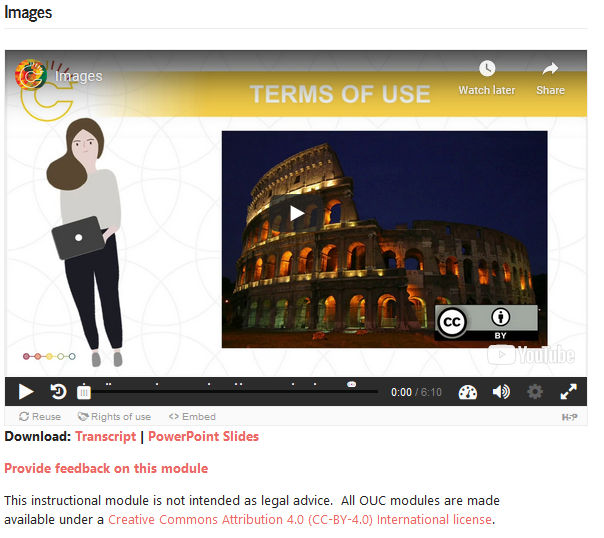 Images
Images
Watch later
Share
TERMS OF USE
CC
BY
YouTube
0:00 / 6:10
Reuse
Rights of use
<> Embed
H-P
Download: Transcript | PowerPoint Slides
Provide feedback on this module
This instructional module is not intended as legal advice.  All OUC modules are made
available under a Creative Commons Attribution 4.0 (CC-BY-4.0) International license.